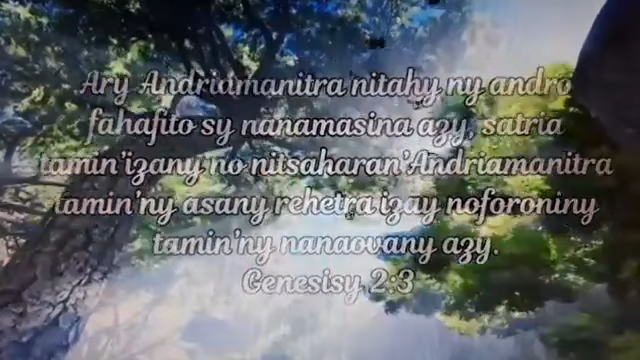 Ary Andriamanitra nitahy ny andro
fahafito sy nanamasina azy, satria
tamin'izany no nitsaharan'Andriamanitra
tamin'ny asany rehetra izay noforoniny
tamin'ny nanaovany azy.
Genesisy 2:3